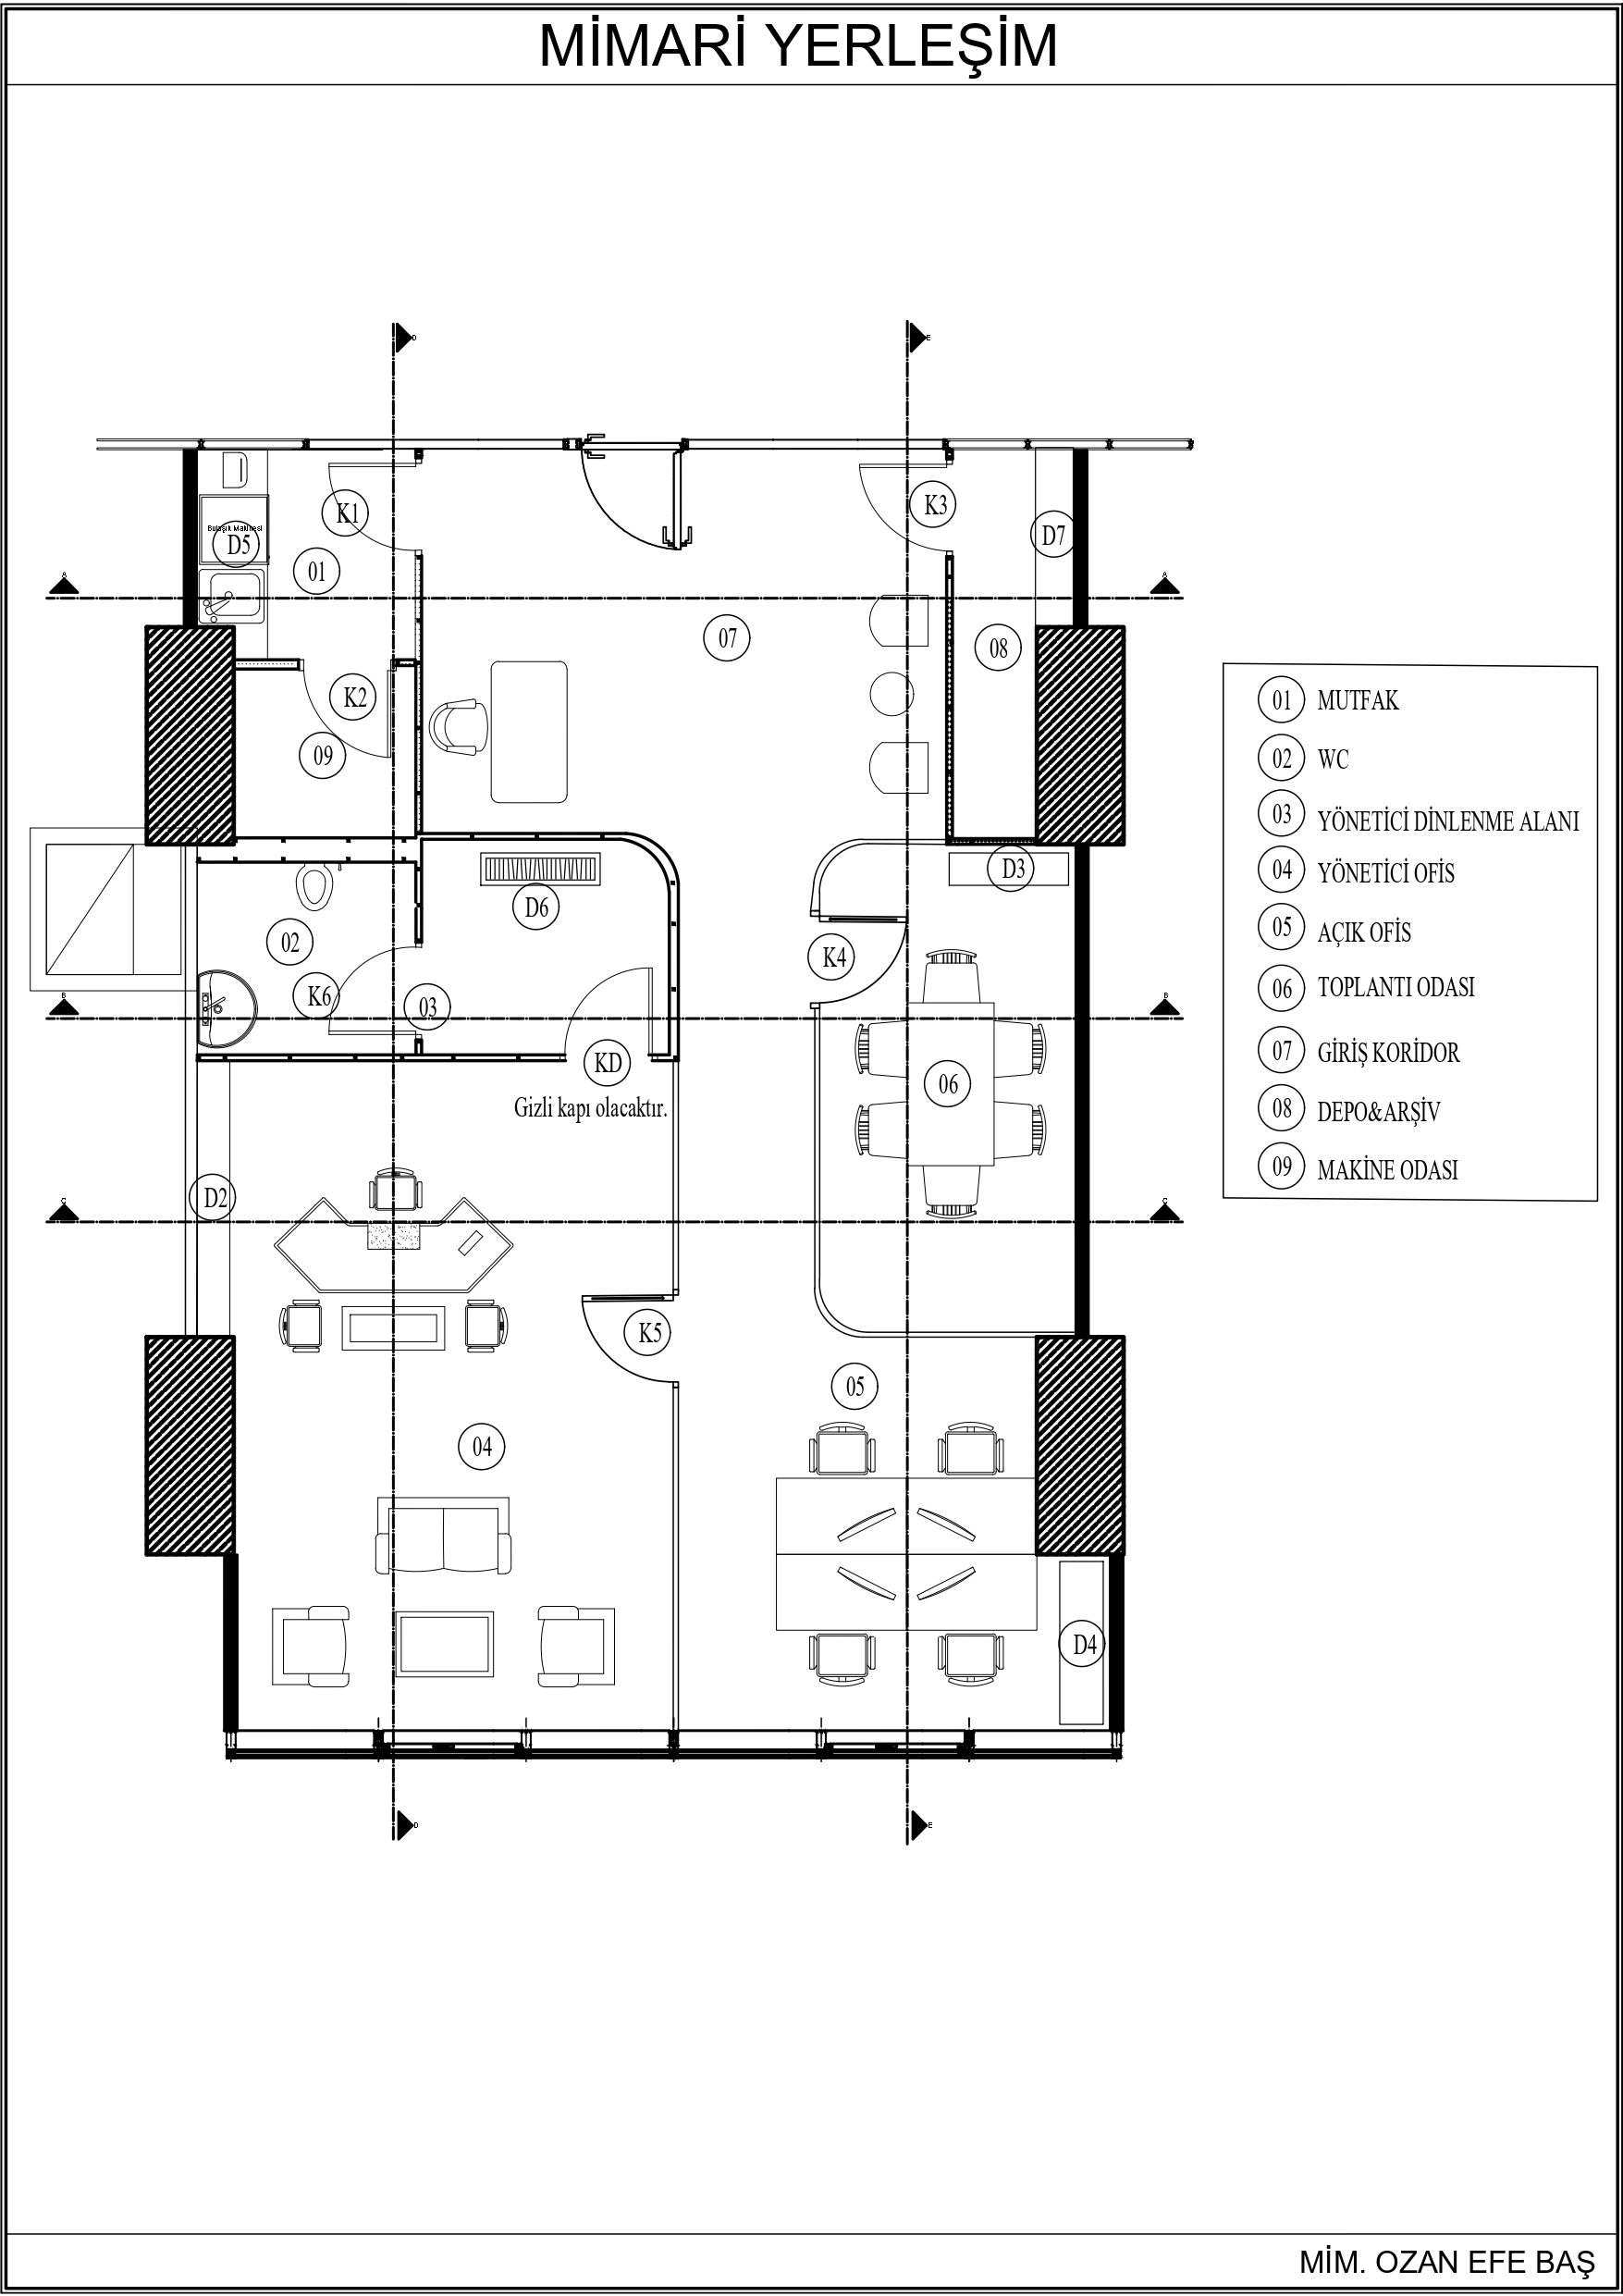 MİMARİ YERLEŞİM
D
E
K1
K3
D7
Bulaşık Makinesi
D5
01
A
A
07
08
K2
09
01 MUTFAK
02 WC
03 YÖNETİCİ DİNLENME ALANI
04 YÖNETİCİ OFİS
05 AÇIK OFİS
06 TOPLANTI ODASI
07 GİRİŞ KORİDOR
08 DEPO&ARŞİV
09 MAKİNE ODASI
D3
D6
02
K4
K6
03
B
B
KD
06
Gizli kapı olacaktır.
D2
C
C
K5
05
04
D4
D
E
MİM. OZAN EFE BAŞ